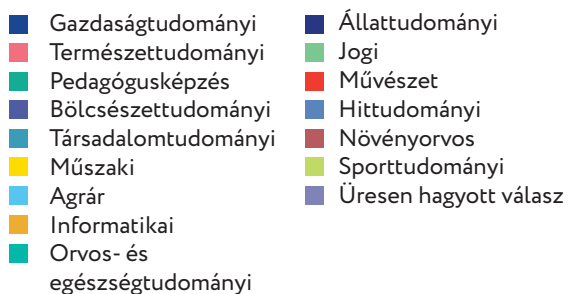 Gazdaságtudományi
Természettudományi
Pedagógusképzés
Bölcsészettudományi
Társadalomtudományi
Műszaki
Agrár
Informatikai
Orvos- és
egészségtudományi
Állattudományi
Jogi
Művészet
Hittudományi
Növényorvos
Sporttudományi
Üresen hagyott válasz